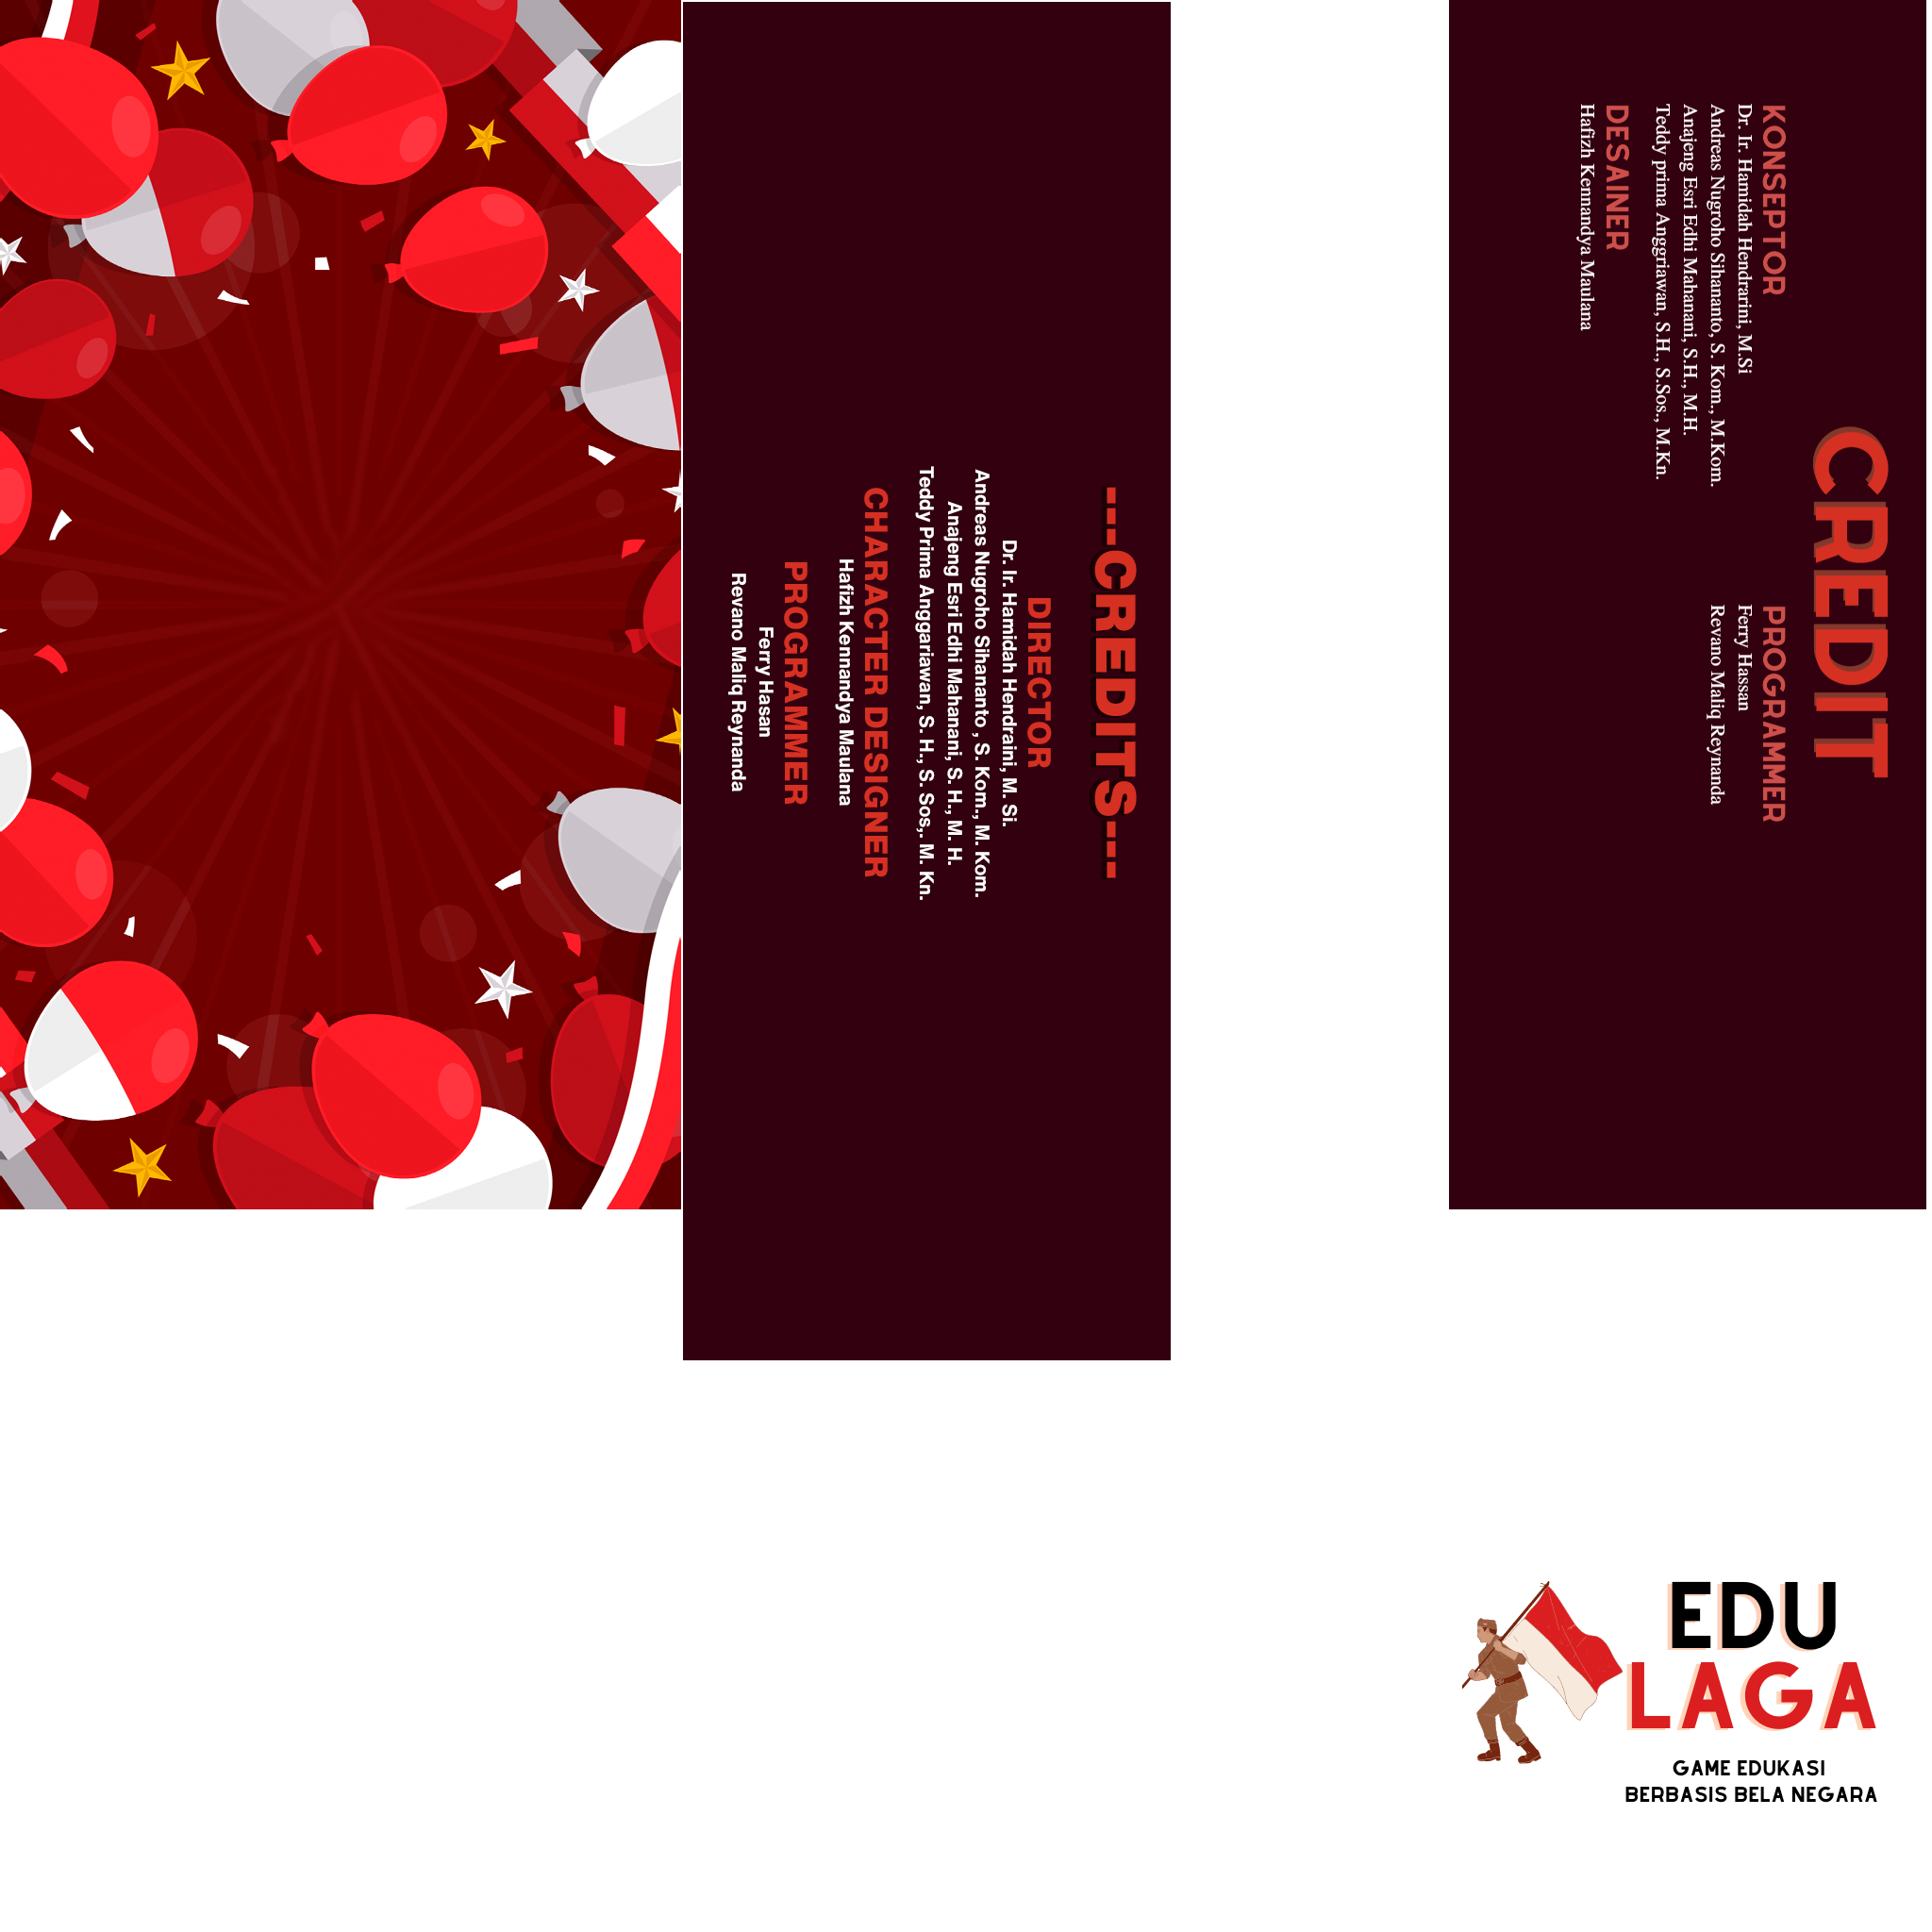 ---CREDITS---
DIRECTOR
Dr. Ir. Hamidah Hendraini, M. Si.
Andreas Nugroho Sihananto , S. Kom., M. Kom.
Anajeng Esri Edhi Mahanani, S. H., M. H.
Teddy Prima Anggariawan, S. H., S. Sos,. M. Kn.
CHARACTER DESIGNER
Hafizh Kennandya Maulana
PROGRAMMER
Ferry Hasan
Revano Maliq Reynanda
CREDIT
KONSEPTOR
Dr. Ir. Hamidah Hendrarini, M.Si
Andreas Nugroho Sihananto, S. Kom., M.Kom.
Anajeng Esri Edhi Mahanani, S.H., M.H.
Teddy prima Anggriawan, S.H., S.Sos., M.Kn.
DESAINER
Hafizh Kennandya Maulana
PROGRAMMER
Ferry Hassan
Revano Maliq Reynanda
EDU
LAGA
GAME EDUKASI
BERBASIS BELA NEGARA